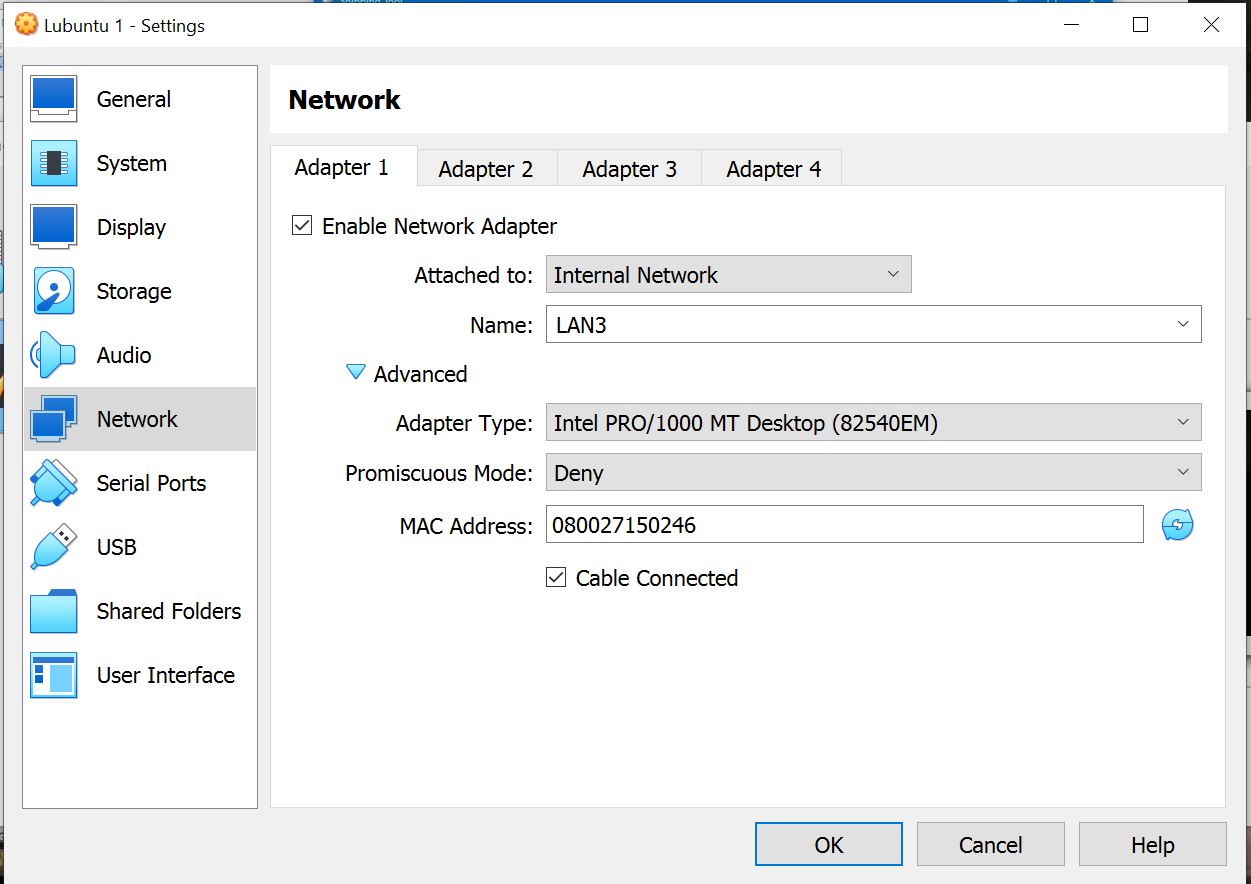 Lubuntu 1 - Settings
General
System
Display
Storage
Audio
Network
Serial Ports
USB
Shared Folders
User Interface
Network
Adapter 1 Adapter 2 Adapter 3 Adapter 4
Enable Network Adapter
Attached to: Internal Network
Name: LAN3
Advanced
Adapter Type: Intel PRO/1000 MT Desktop (82540EM)
Promiscuous Mode: Deny
MAC Address: 080027150246
Cable Connected
OK Cancel Help